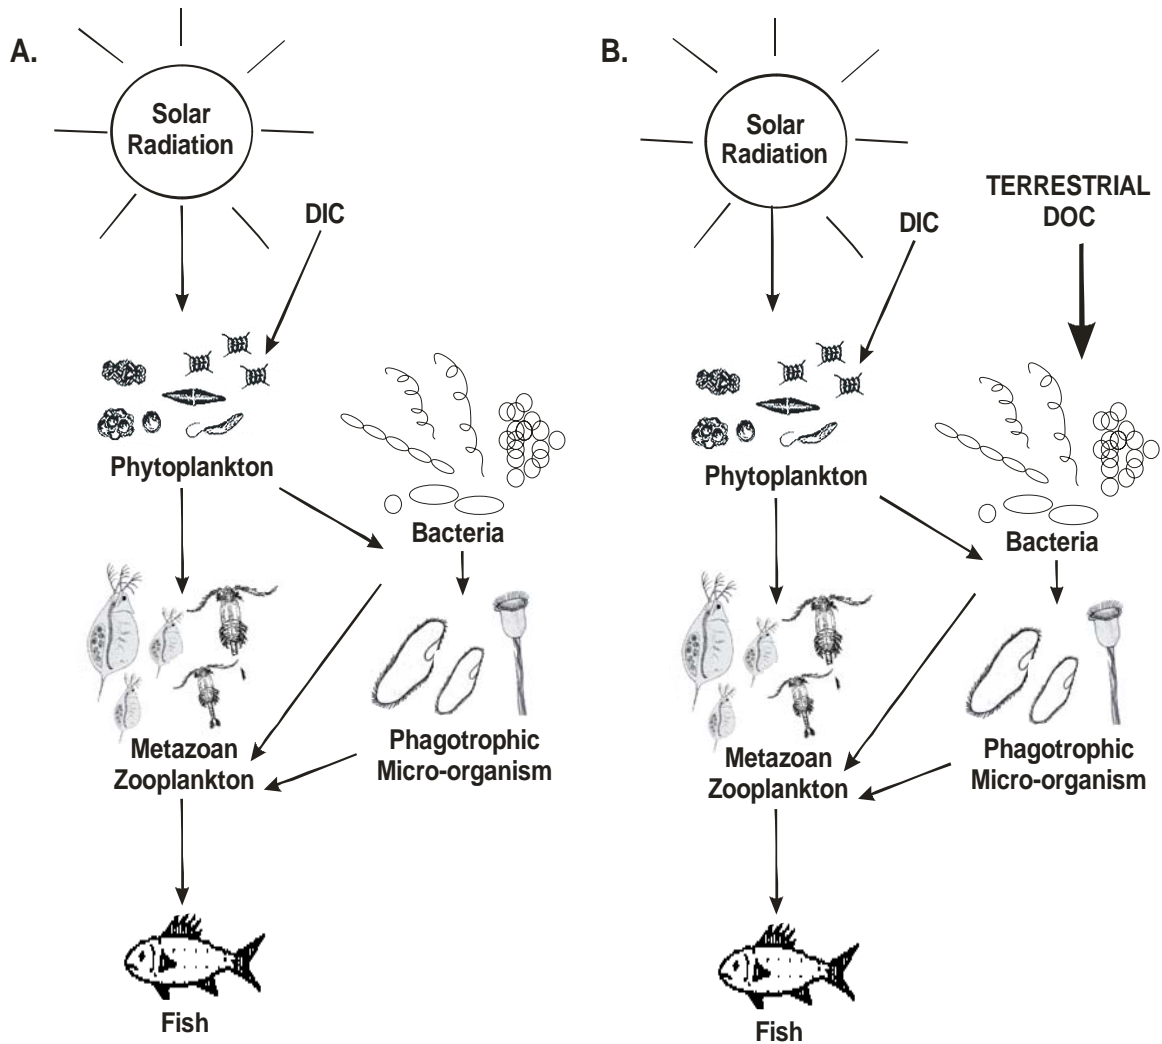 A.
Solar
Radiation
DIC
Phytoplankton
Bacteria
Metazoan
Zooplankton
Phagotrophic
Micro-organism
Fish
B.
Solar
Radiation
TERRESTRIAL
DOC
DIC
Phytoplankton
Bacteria
Metazoan
Zooplankton
Phagotrophic
Micro-organism
Fish